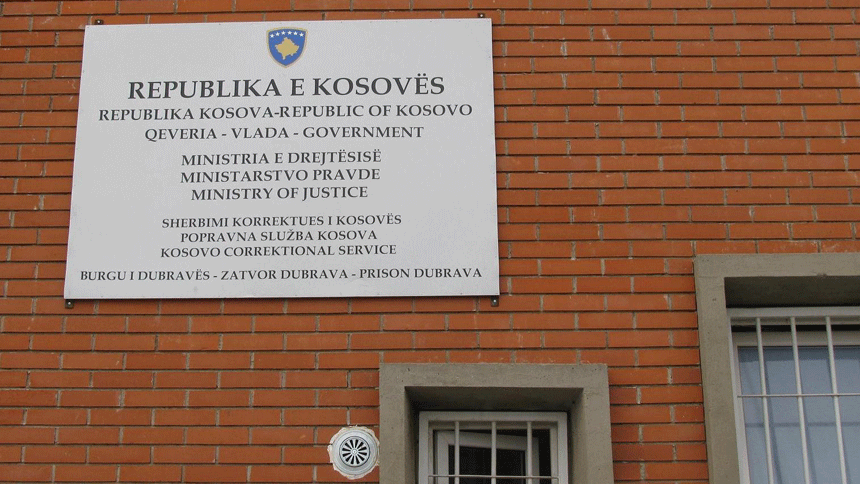 REPUBLIKA E KOSOVËS
REPUBLIKA KOSOVA-REPUBLIC OF KOSOVO
QEVERIA - VLADA - GOVERNMENT
MINISTRIA E DREJTËSISË
MINISTARSTVO PRAVDE
MINISTRY OF JUSTICE
SHERBIMI KORREKTUES I KOSOVËS
POPRAVNA SLUŽBA KOSOVA
KOSOVO CORREKTIONAL SERVICE
BURGU I DUBRAVËS - ZATVOR DUBRAVA - PRISON DUBRAVA